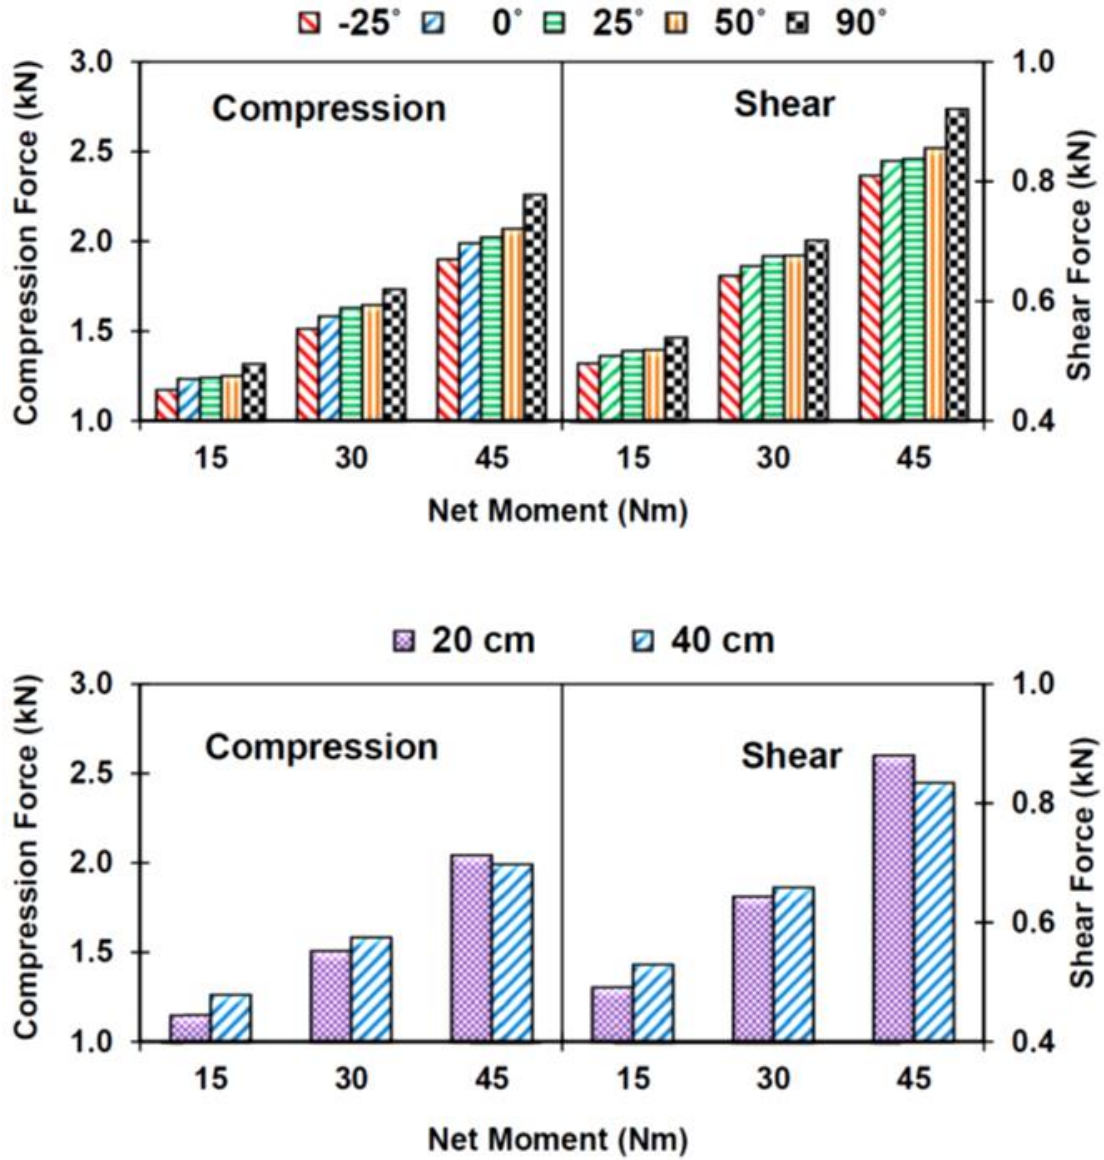 -25° 0° 25° 50° 90°
Compression Force (kN)
3.0
2.5
2.0
1.5
1.0
Compression
Shear
1.0
0.8
0.6
0.4
Shear Force (kN)
15 30 45 15 30 45
Net Moment (Nm)
20 cm 40 cm
Compression Force (kN)
3.0
2.5
2.0
1.5
1.0
Compression
Shear
1.0
0.8
0.6
0.4
Shear Force (kN)
15 30 45 15 30 45
Net Moment (Nm)